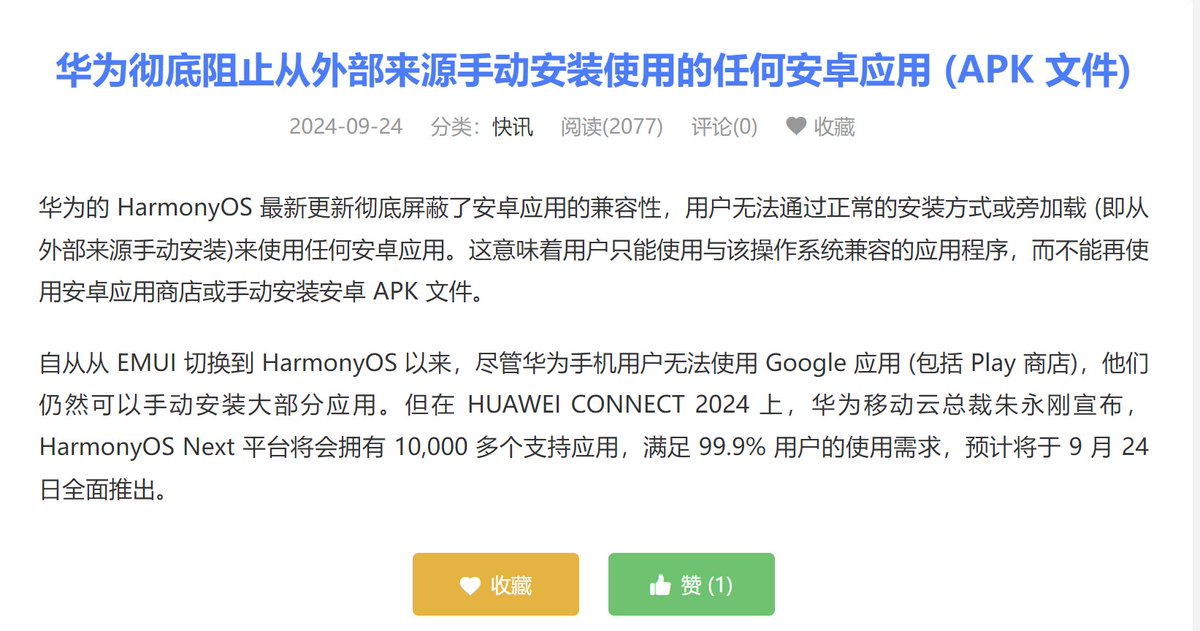 华为彻底阻止从外部来源手动安装使用的任何安卓应用 (APK 文件)
2024-09-24 分类：快讯 阅读(2077) 评论(0) 收藏
华为的 HarmonyOS 最新更新彻底屏蔽了安卓应用的兼容性，用户无法通过正常的安装方式或旁加载 (即从
外部来源手动安装)来使用任何安卓应用。这意味着用户只能使用与该操作系统兼容的应用程序，而不能再使
用安卓应用商店或手动安装安卓 APK 文件。
自从从 EMUI 切换到 HarmonyOS 以来，尽管华为手机用户无法使用 Google 应用 (包括 Play 商店)，他们
仍然可以手动安装大部分应用。但在 HUAWEI CONNECT 2024 上，华为移动云总裁朱永刚宣布，
HarmonyOS Next 平台将会拥有 10,000 多个支持应用，满足 99.9% 用户的使用需求，预计将于 9 月 24
日全面推出。
收藏 赞 (1)